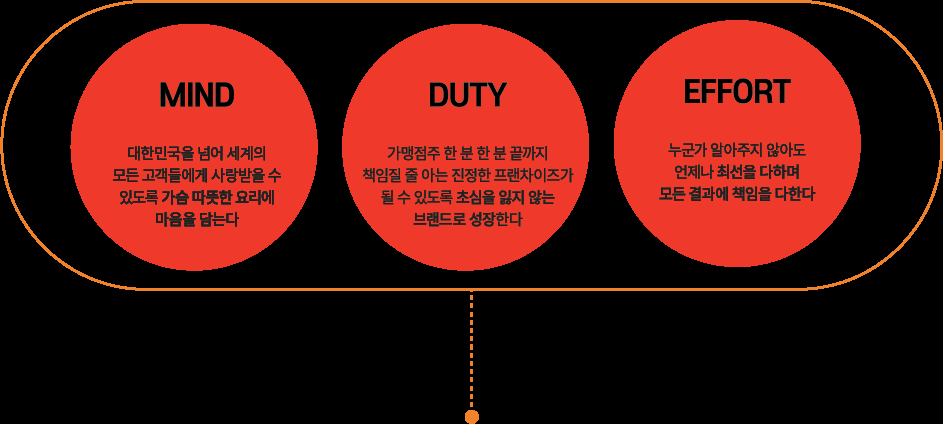 MIND
대한민국을 넘어 세계의
모든 고객들에게 사랑받을 수
있도록 가슴 따뜻한 요리에
마음을 담는다
DUTY
가맹점주 한 분 한 분 끝까지
책임질 줄 아는 진정한 프랜차이즈가
될 수 있도록 초심을 잃지 않는
브랜드로 성장한다
EFFORT
누군가 알아주지 않아도
언제나 최선을 다하며
모든 결과에 책임을 다한다